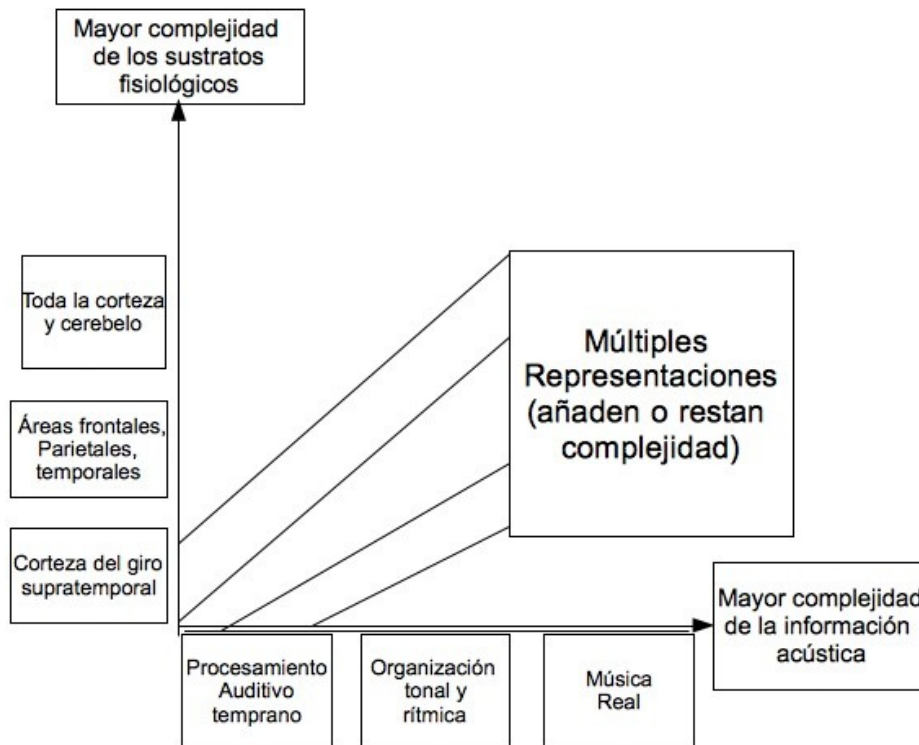 Mayor complejidad
de los sustratos
fisiológicos
Toda la corteza
y cerebelo
Áreas frontales,
Parietales,
temporales
Corteza del giro
supratemporal
Múltiples
Representaciones
(añaden o restan
complejidad)
Mayor complejidad
de la información
acústica
Procesamiento
Auditivo
temprano
Organización
tonal y
rítmica
Música
Real